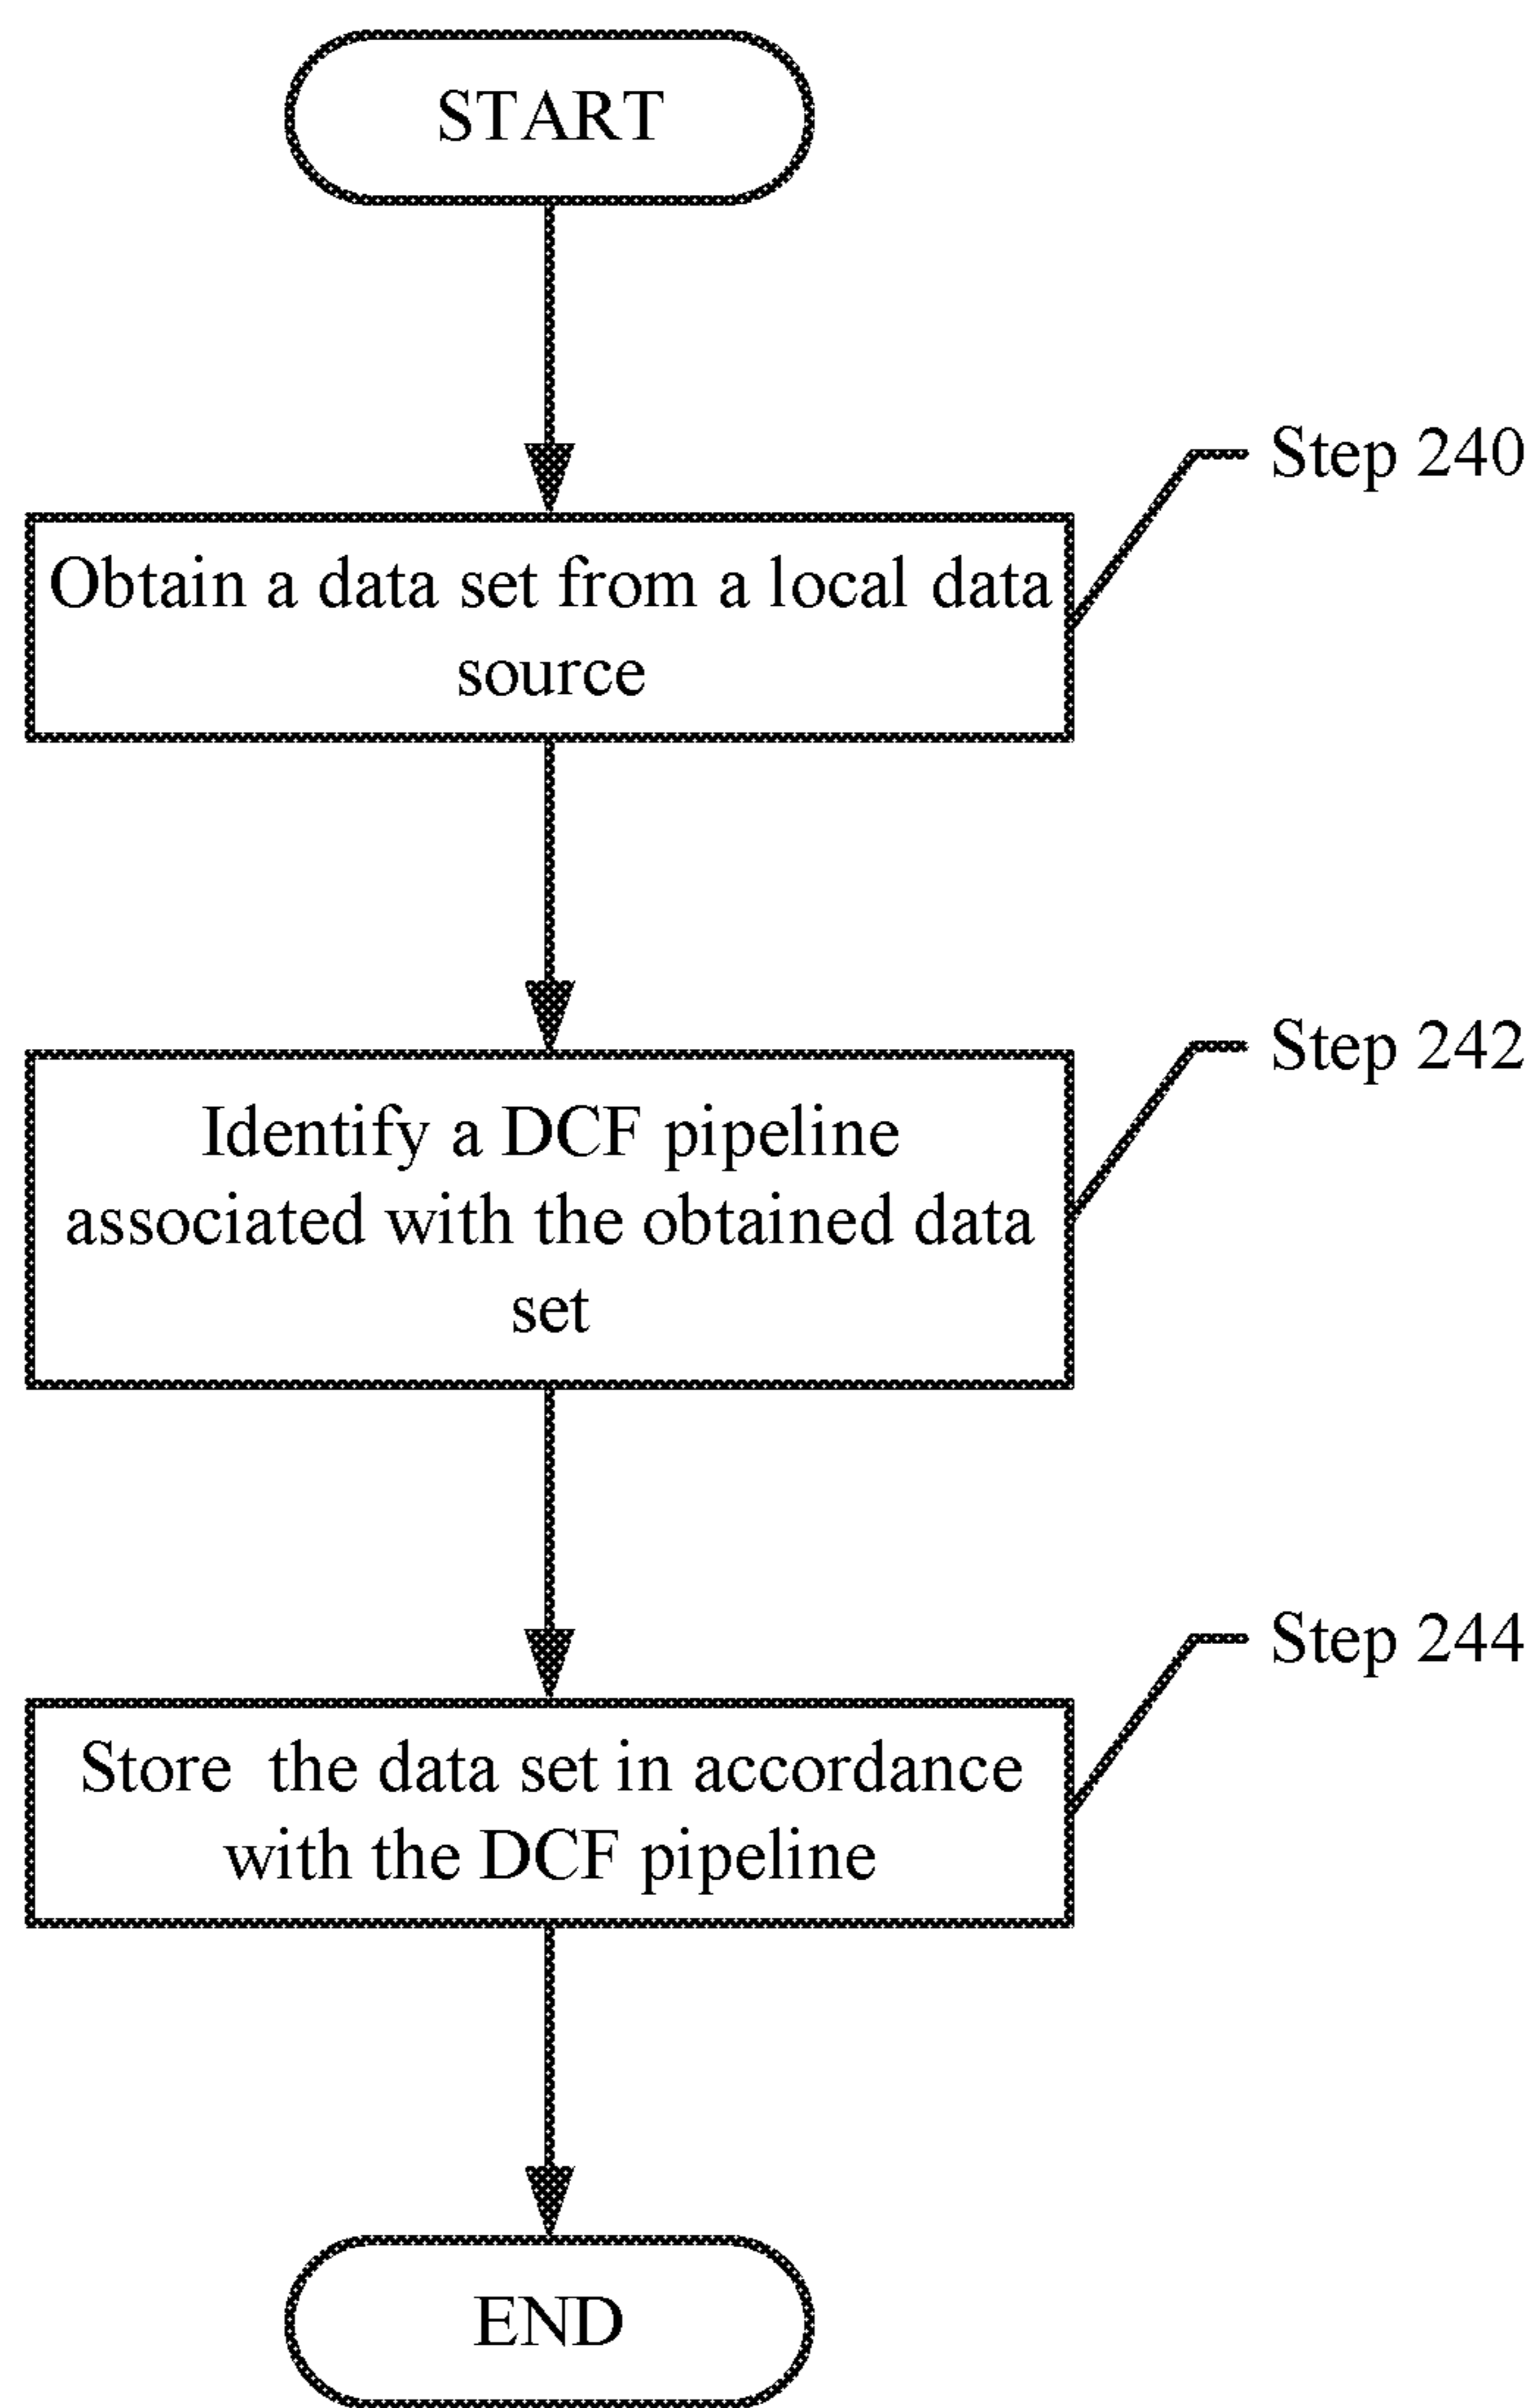 START
Step 240
Obtain a data set from a local data
source
Step 242
Identify a DCF pipeline
associated with the obtained data
set
Step 244
Store the data set in accordance
with the DCF pipeline
END